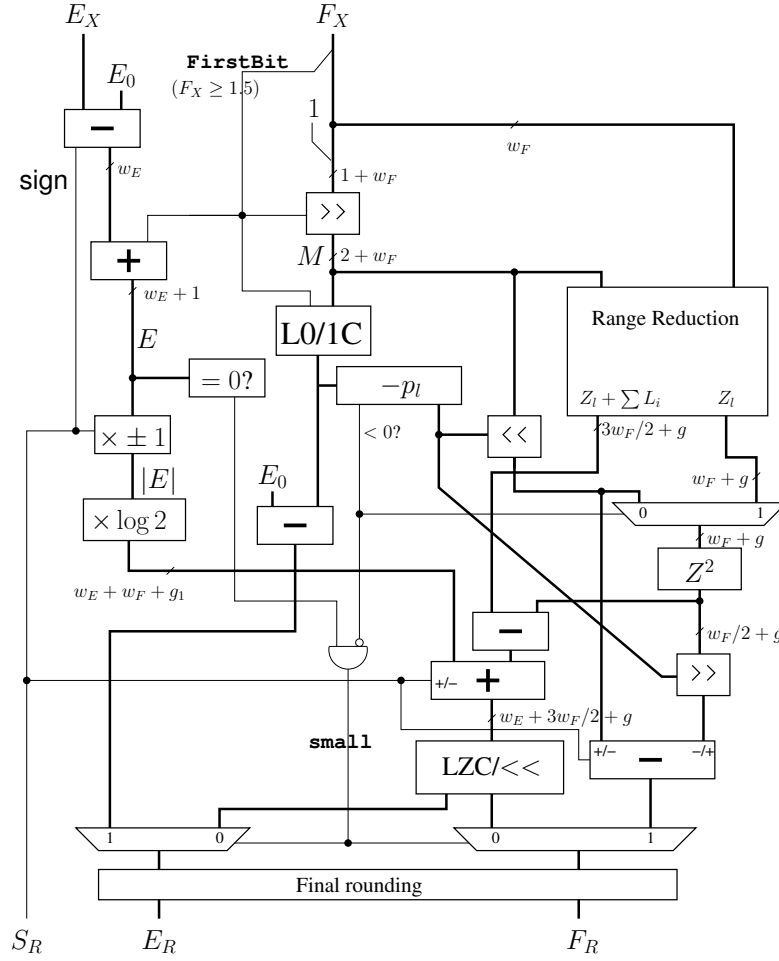 E_X
F_X
FirstBit
E_0
(F_X ≥ 1.5)
1
−
w_F
sign
w_E
1 + w_F
>>
M
2 + w_F
+
w_E + 1
Range Reduction
E
L0/1C
= 0?
−p_l
Z_l + ∑ L_i
Z_l
× ± 1
< 0?
<<
3w_F/2 + g
|E|
E_0
w_F + g
× log 2
−
0
1
w_F + g
w_E + w_F + g_1
Z^2
−
w_F/2 + g
+/−
+
>>
w_E + 3w_F/2 + g
small
+/−
−/+
LZC/<<
−
1
0
0
1
Final rounding
S_R
E_R
F_R